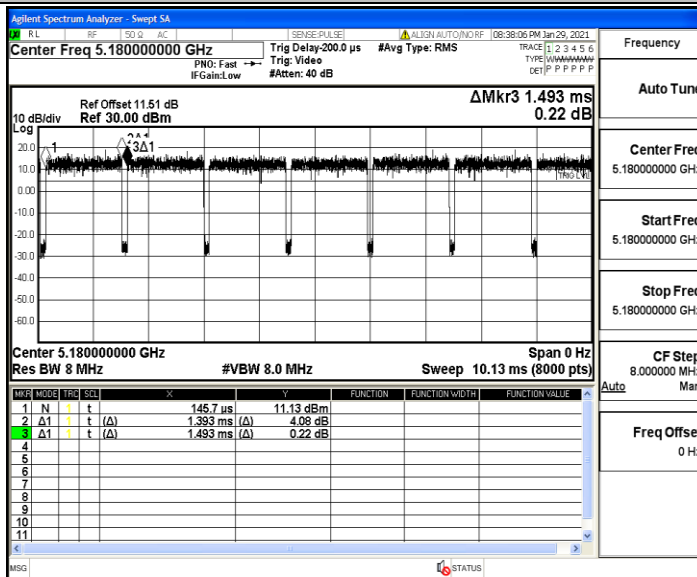 Agilent Spectrum Analyzer - Swept SA
LXI RL RF 50 Ω AC SENSE:PULSE ALIGN AUTO/NO RF 08:38:06 PM Jan 29, 2021
Center Freq 5.180000000 GHz
PNO: Fast
IFGain:Low
Trig Delay-200.0 µs
Trig: Video
#Atten: 40 dB
#Avg Type: RMS
TRACE 1 2 3 4 5 6
TYPE WWWWWW
DET P P P P P P
ΔMkr3 1.493 ms
0.22 dB
Ref Offset 11.51 dB
10 dB/div Ref 30.00 dBm
Log
20.0
10.0
0.00
-10.0
-20.0
-30.0
-40.0
-50.0
-60.0
1
2Δ1
3Δ1
Center 5.180000000 GHz Span 0 Hz
Res BW 8 MHz #VBW 8.0 MHz Sweep 10.13 ms (8000 pts)
MKR MODE TRC SCL X Y FUNCTION FUNCTION WIDTH FUNCTION VALUE
1 N 1 t 145.7 µs 11.13 dBm
2 Δ1 1 t (Δ) 1.393 ms (Δ) 4.08 dB
3 Δ1 1 t (Δ) 1.493 ms (Δ) 0.22 dB
4
5
6
7
8
9
10
11
MSG STATUS
Frequency
Auto Tune
Center Freq
5.180000000 GHz
Start Freq
5.180000000 GHz
Stop Freq
5.180000000 GHz
CF Step
8.000000 MHz
Auto Man
Freq Offset
0 Hz